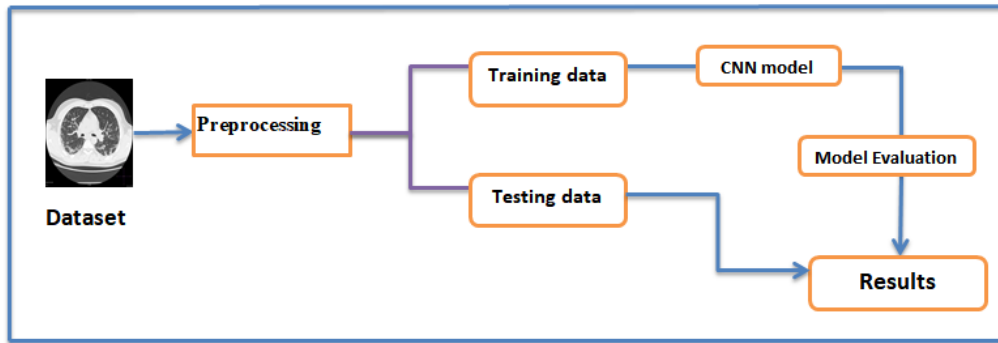 Dataset
Preprocessing
Training data
Testing data
CNN model
Model Evaluation
Results